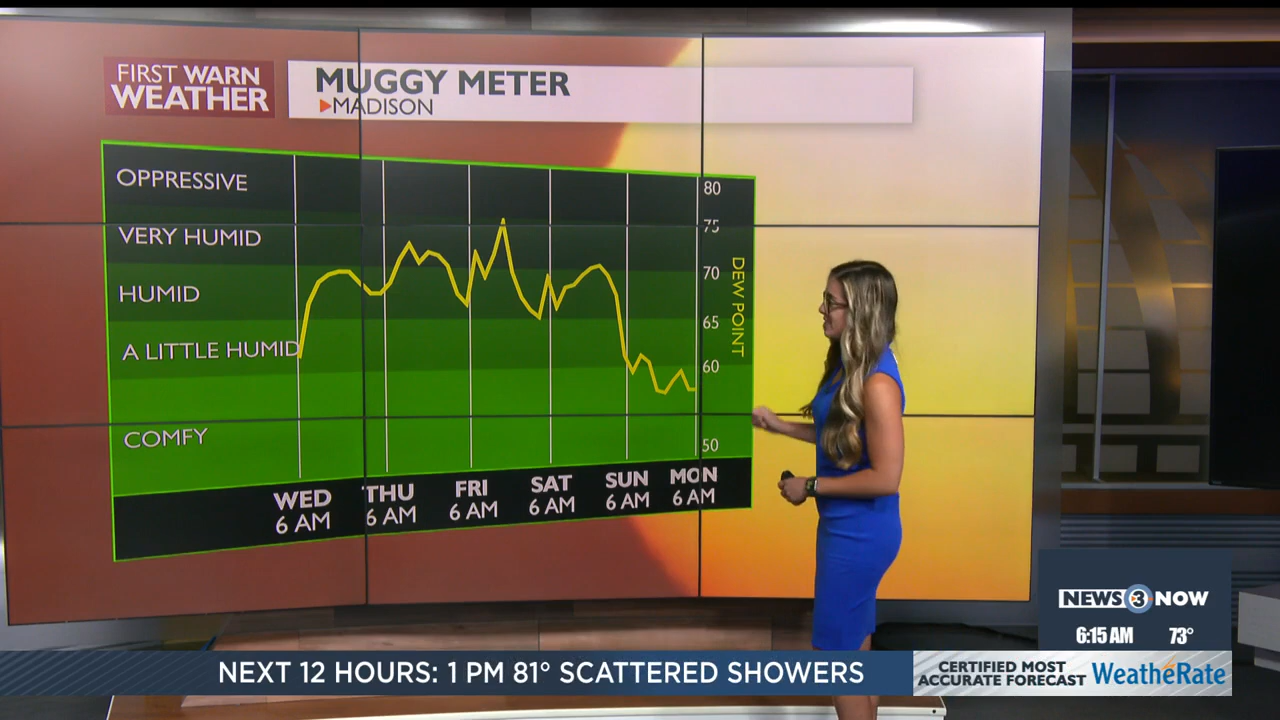 FIRST WARN
WEATHER
MUGGY METER
MADISON
OPPRESSIVE
VERY HUMID
HUMID
A LITTLE HUMID
COMFY
80
75
70
65
60
50
DEW POINT
WED
6 AM
THU
6 AM
FRI
6 AM
SAT
6 AM
SUN
6 AM
MON
6 AM
NEWS 3 NOW
6:15 AM 73°
NEXT 12 HOURS: 1 PM 81° SCATTERED SHOWERS
CERTIFIED MOST
ACCURATE FORECAST
WeatheRate